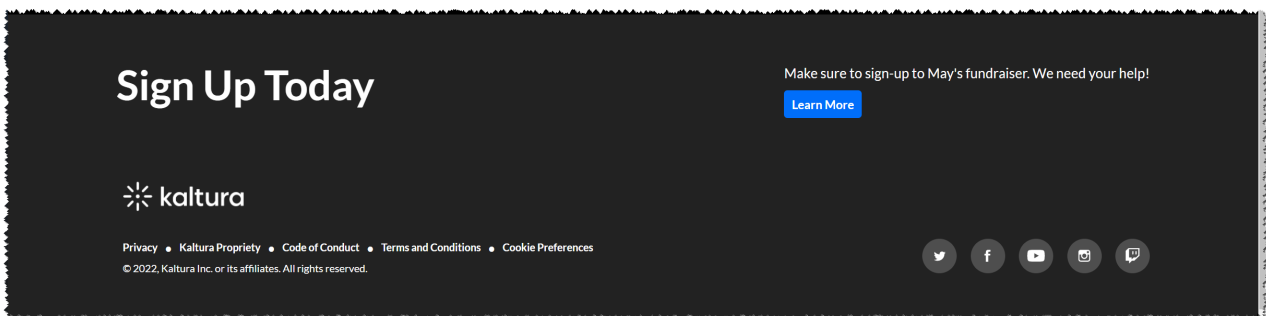 Sign Up Today
Make sure to sign-up to May's fundraiser. We need your help!
Learn More
kaltura
Privacy ● Kaltura Propriety ● Code of Conduct ● Terms and Conditions ● Cookie Preferences
© 2022, Kaltura Inc. or its affiliates. All rights reserved.